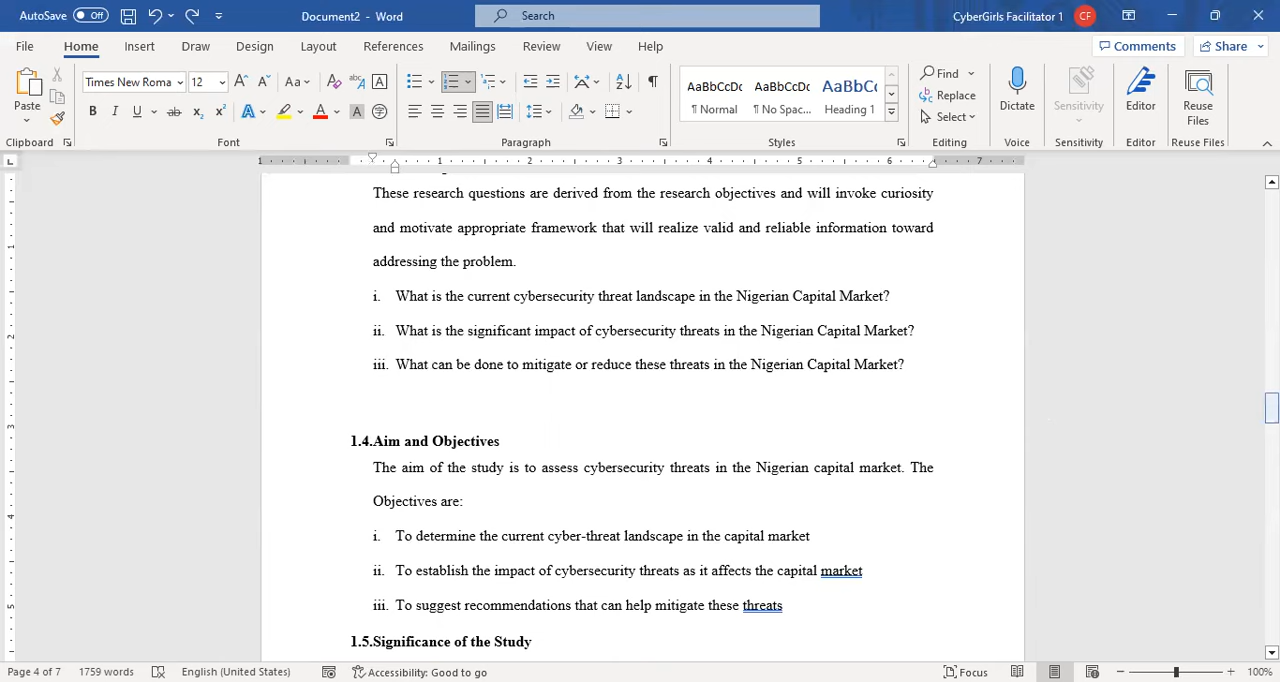 AutoSave Off Document2 - Word Search CyberGirls Facilitator 1 CF
File Home Insert Draw Design Layout References Mailings Review View Help Comments Share
Paste Times New Roma 12 Aa AaBbCcDc AaBbCcDc AaBbCc Find Replace Select Dictate Sensitivity Editor Reuse Files
¶ Normal ¶ No Spac... Heading 1
Clipboard Font Paragraph Styles Editing Voice Sensitivity Editor Reuse Files
These research questions are derived from the research objectives and will invoke curiosity
and motivate appropriate framework that will realize valid and reliable information toward
addressing the problem.
i. What is the current cybersecurity threat landscape in the Nigerian Capital Market?
ii. What is the significant impact of cybersecurity threats in the Nigerian Capital Market?
iii. What can be done to mitigate or reduce these threats in the Nigerian Capital Market?
1.4.Aim and Objectives
The aim of the study is to assess cybersecurity threats in the Nigerian capital market. The
Objectives are:
i. To determine the current cyber-threat landscape in the capital market
ii. To establish the impact of cybersecurity threats as it affects the capital market
iii. To suggest recommendations that can help mitigate these threats
1.5.Significance of the Study
Page 4 of 7 1759 words English (United States) Accessibility: Good to go Focus 100%